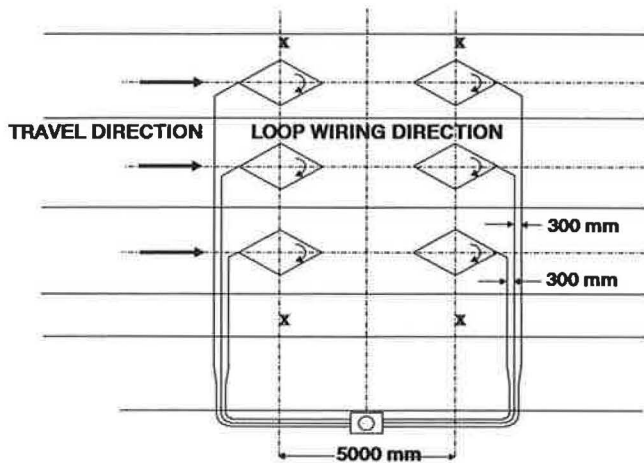 X X
TRAVEL DIRECTION LOOP WIRING DIRECTION
300 mm
300 mm
X X
5000 mm